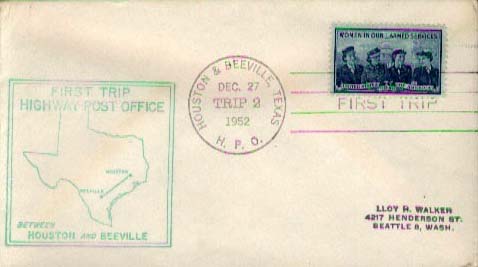 WOMEN IN OUR ARMED SERVICES
FIRST TRIP
HIGHWAY POST OFFICE
HOUSTON
BEEVILLE
BETWEEN
HOUSTON AND BEEVILLE
HOUSTON & BEEVILLE, TEXAS
DEC. 27
TRIP 2
1952
H. P. O.
FIRST TRIP
LLOY R. WALKER
4217 HENDERSON ST.
BEATTLE 8, WASH.